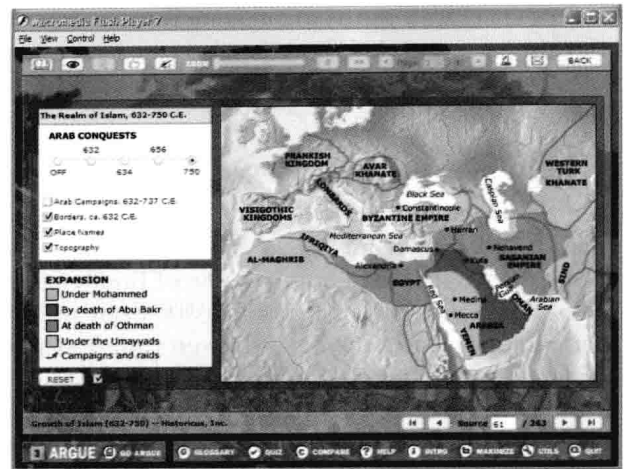 macromedia Flash Player 7
File View Control Help
ZOOM
Page
BACK
The Realm of Islam, 632-750 C.E.
ARAB CONQUESTS
632 656
OFF 634 750
Arab Campaigns: 632-737 C.E.
Borders, ca. 632 C.E.
Place Names
Topography
EXPANSION
Under Mohammed
By death of Abu Bakr
At death of Othman
Under the Umayyads
Campaigns and raids
RESET
FRANKISH KINGDOM
AVAR KHANATE
WESTERN TURK KHANATE
LOMBARDS
Black Sea
Caspian Sea
Constantinople
VISIGOTHIC KINGDOMS
BYZANTINE EMPIRE
Harran
Mediterranean Sea
IFRIQIYA
Damascus
Nehavend
AL-MAGHRIB
Alexandria
Kufa
SASANIAN EMPIRE
SIND
EGYPT
Persian Gulf
OMAN
Arabian Sea
Red Sea
Medina
Mecca
ARABIA
YEMEN
Growth of Islam (632-750) -- Historicus, Inc.
Source 61 / 263
ARGUE
GO ARGUE
GLOSSARY
QUIZ
COMPARE
HELP
INTRO
MAXIMIZE
UTILS
QUIT